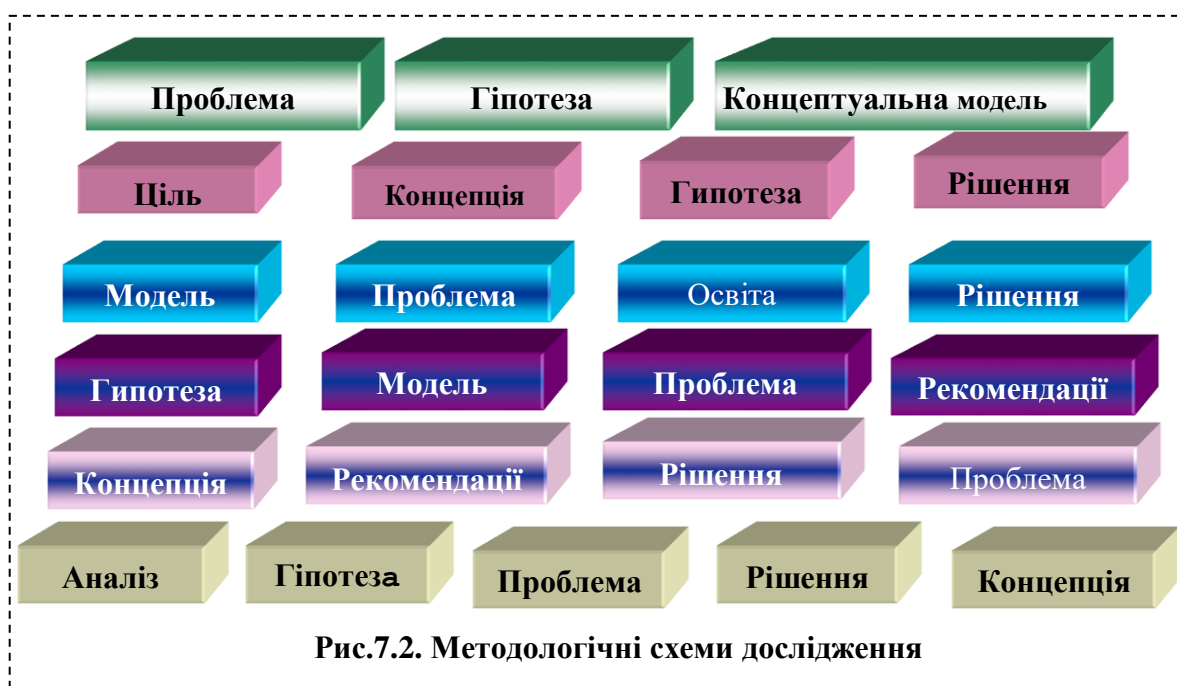 Проблема Гіпотеза Концептуальна модель
Ціль Концепція Гипотеза Рішення
Модель Проблема Освіта Рішення
Гипотеза Модель Проблема Рекомендації
Концепція Рекомендації Рішення Проблема
Аналіз Гіпотеза Проблема Рішення Концепція
Рис.7.2. Методологічні схеми дослідження